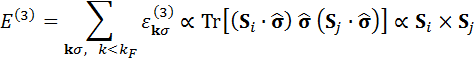 E^{(3)} = \sum_{\mathbf{k}\sigma,\ k<k_F} \varepsilon_{\mathbf{k}\sigma}^{(3)} \propto \mathrm{Tr}\left[(\mathbf{S}_i \cdot \hat{\boldsymbol{\sigma}})\,\hat{\boldsymbol{\sigma}}\,(\mathbf{S}_j \cdot \hat{\boldsymbol{\sigma}})\right] \propto \mathbf{S}_i \times \mathbf{S}_j